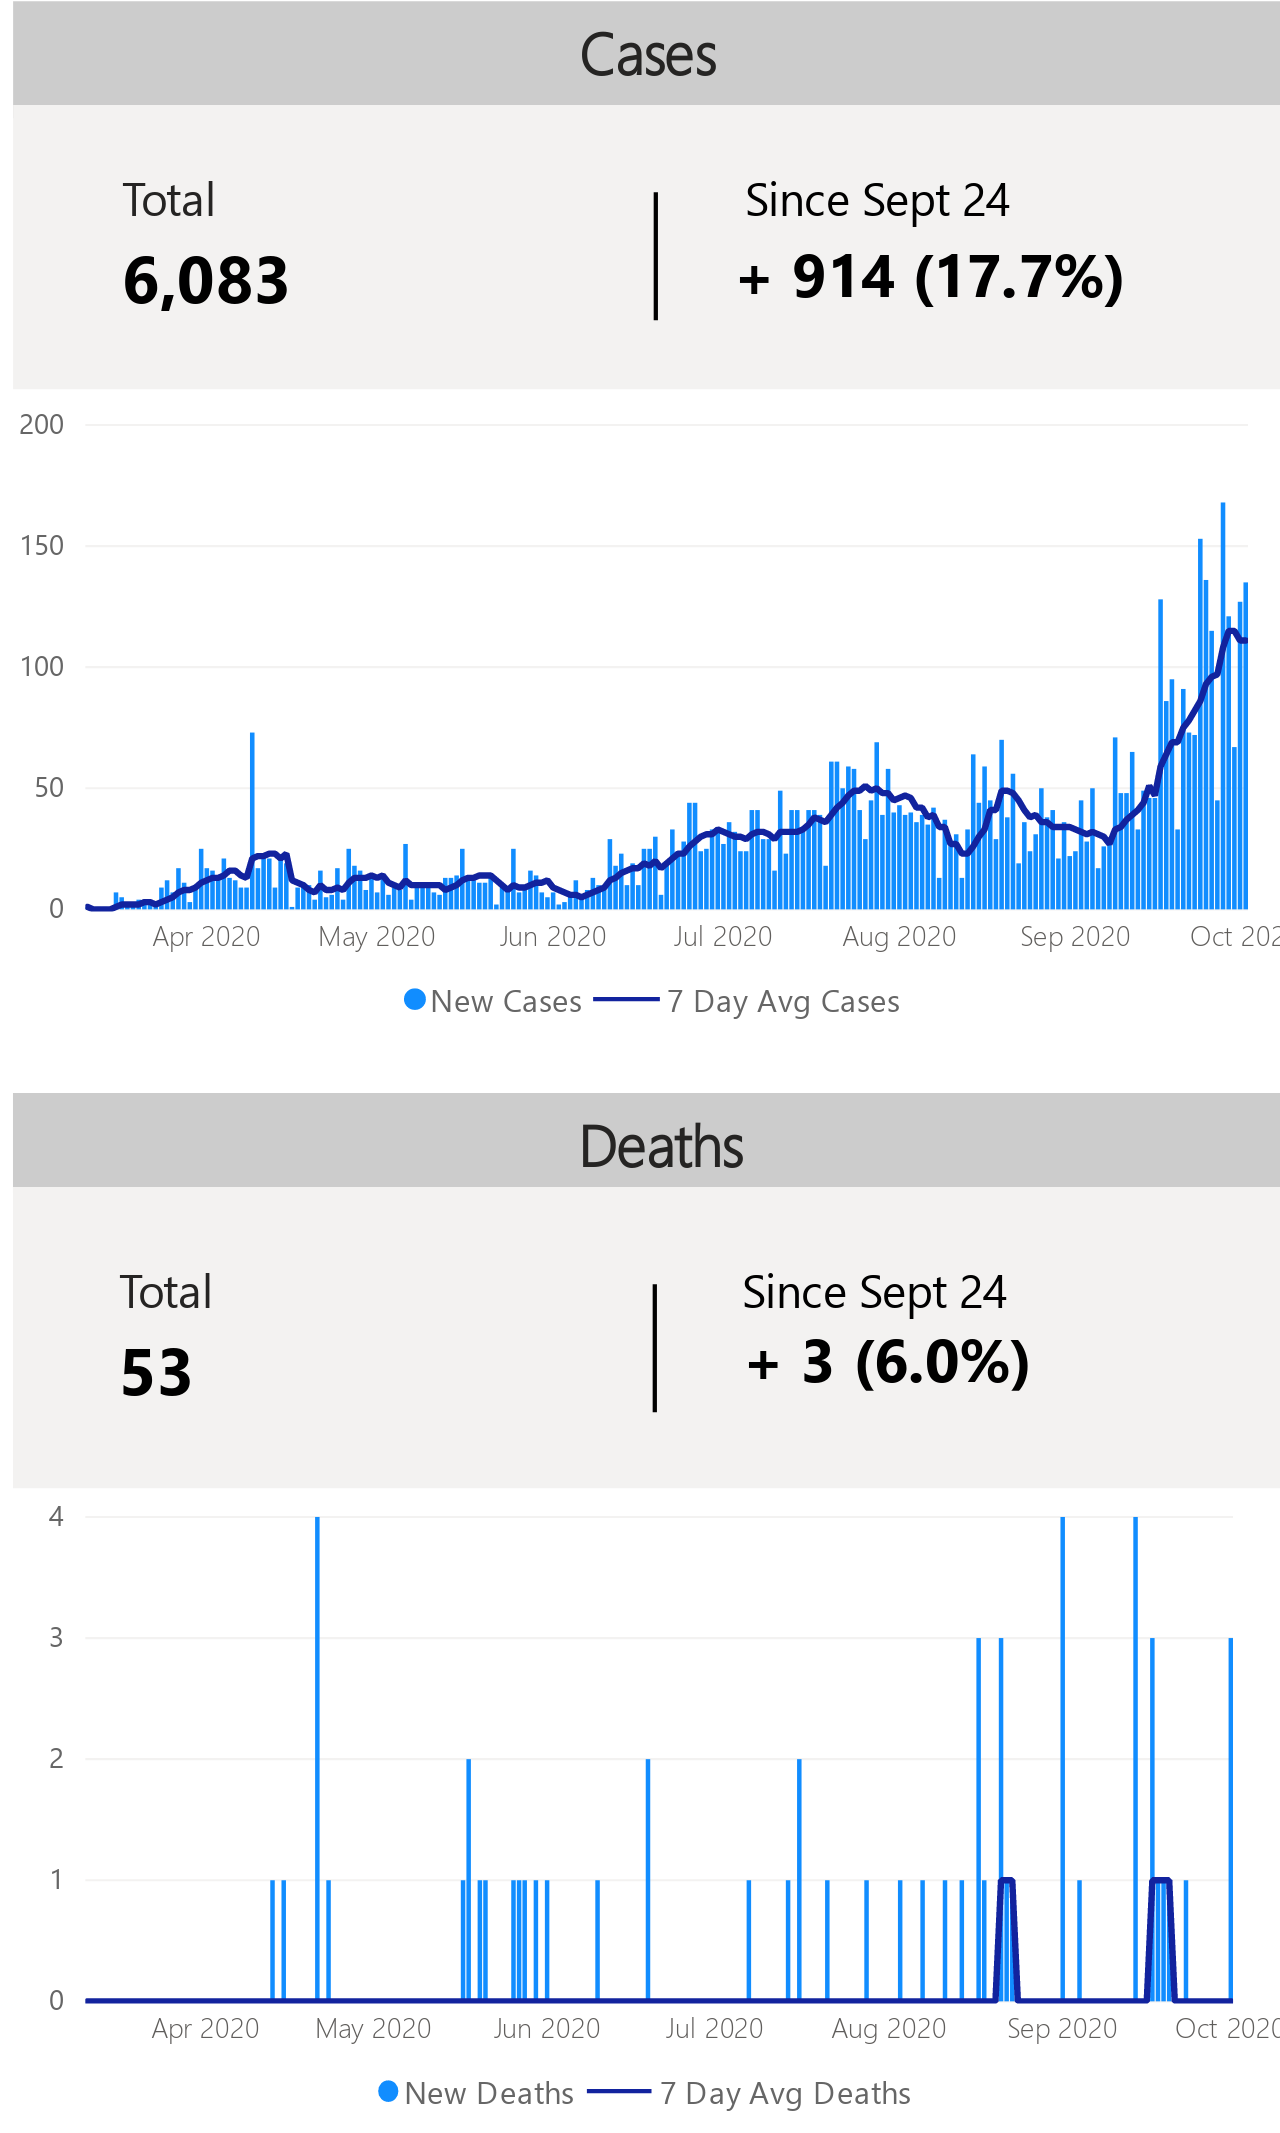 Cases
Total
Since Sept 24
6,083
+ 914 (17.7%)
200
150
100
50
0
Apr 2020 May 2020 Jun 2020 Jul 2020 Aug 2020 Sep 2020 Oct 202
New Cases 7 Day Avg Cases
Deaths
Total
Since Sept 24
53
+ 3 (6.0%)
4
3
2
1
0
Apr 2020 May 2020 Jun 2020 Jul 2020 Aug 2020 Sep 2020 Oct 2020
New Deaths 7 Day Avg Deaths